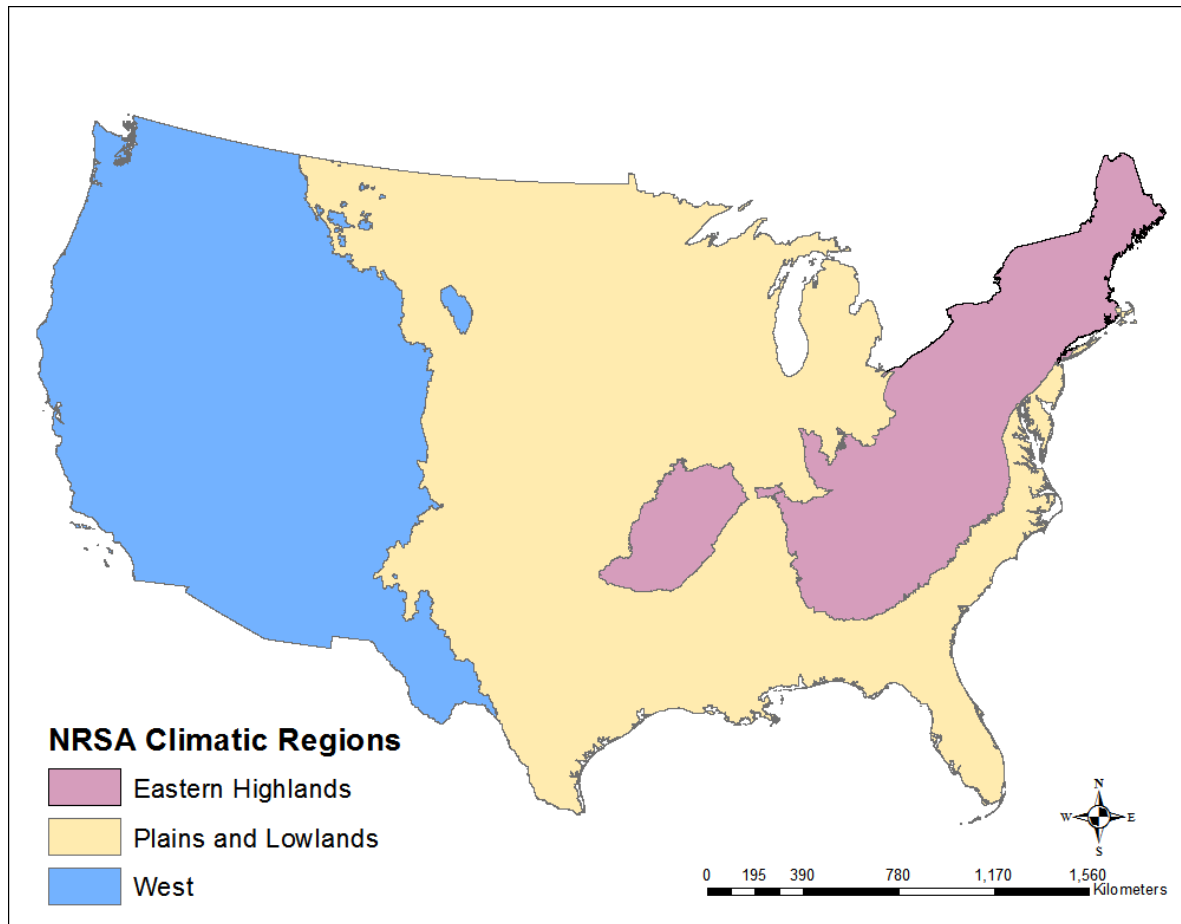 NRSA Climatic Regions
Eastern Highlands
Plains and Lowlands
West
N
W E
S
0 195 390 780 1,170 1,560
Kilometers